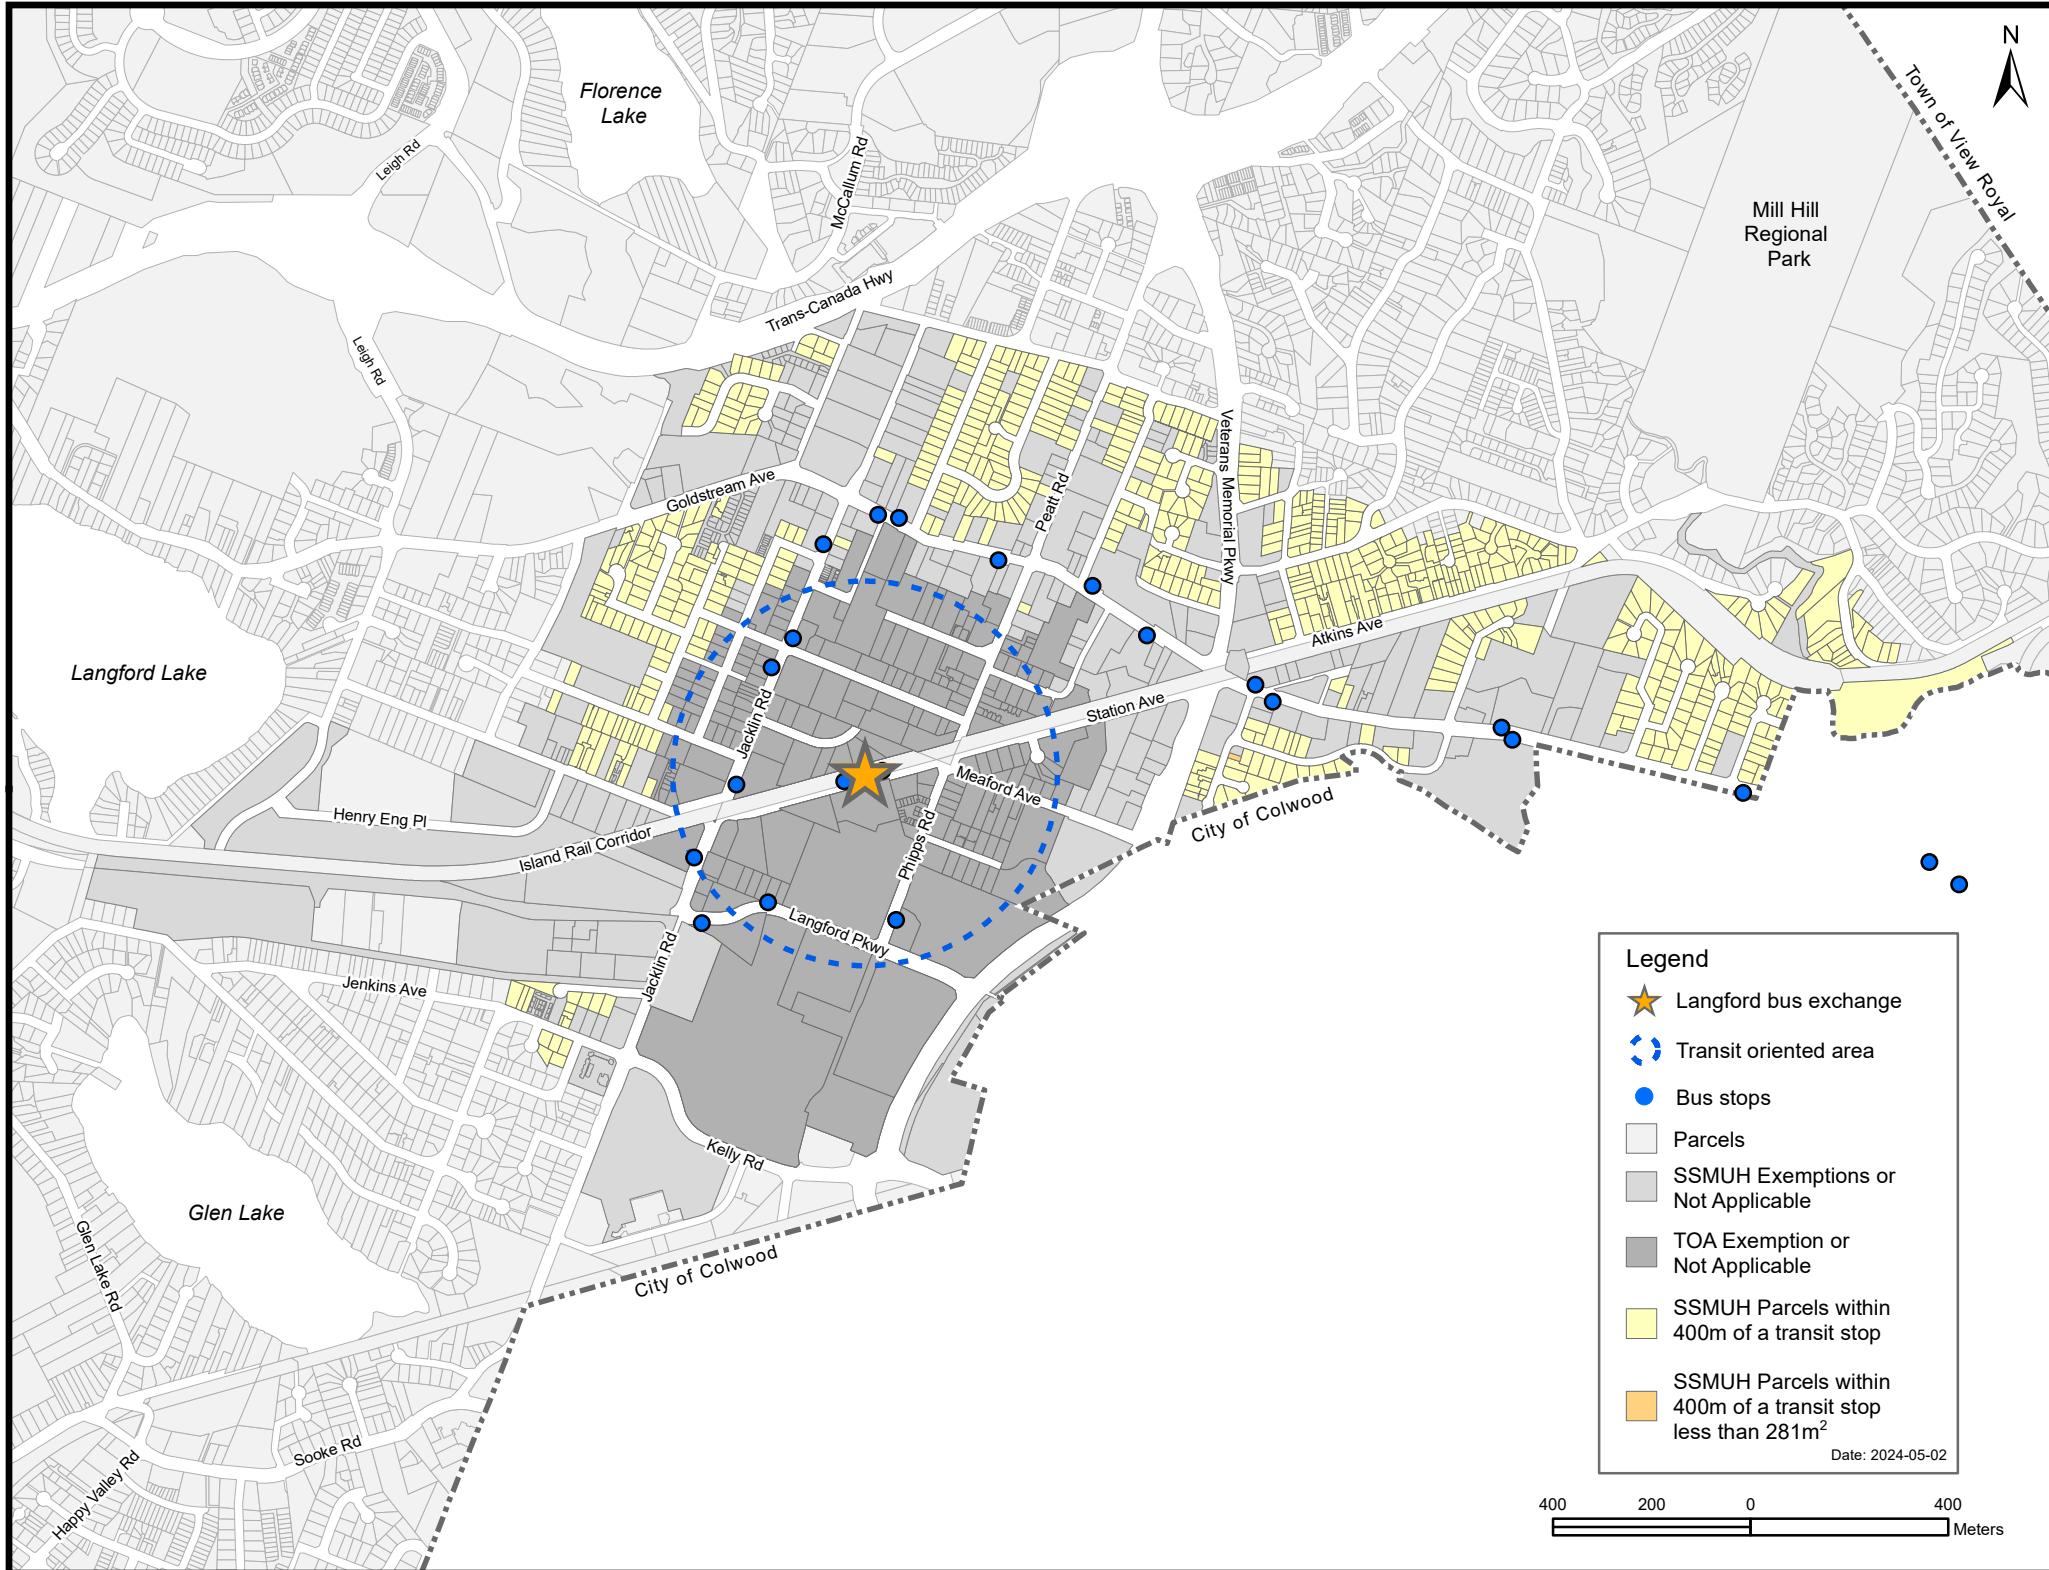 N
Town of View Royal
Florence
Lake
Leigh Rd
McCallum Rd
Mill Hill
Regional
Park
Trans-Canada Hwy
Leigh Rd
Veterans Memorial Pkwy
Goldstream Ave
Peatt Rd
Atkins Ave
Langford Lake
Station Ave
Jacklin Rd
Meaford Ave
Henry Eng Pl
City of Colwood
Island Rail Corridor
Phipps Rd
Langford Pkwy
Jacklin Rd
Jenkins Ave
Kelly Rd
Glen Lake
Glen Lake Rd
City of Colwood
Sooke Rd
Happy Valley Rd
Legend
Langford bus exchange
Transit oriented area
Bus stops
Parcels
SSMUH Exemptions or
Not Applicable
TOA Exemption or
Not Applicable
SSMUH Parcels within
400m of a transit stop
SSMUH Parcels within
400m of a transit stop
less than 281m²
Date: 2024-05-02
400 200 0 400
Meters